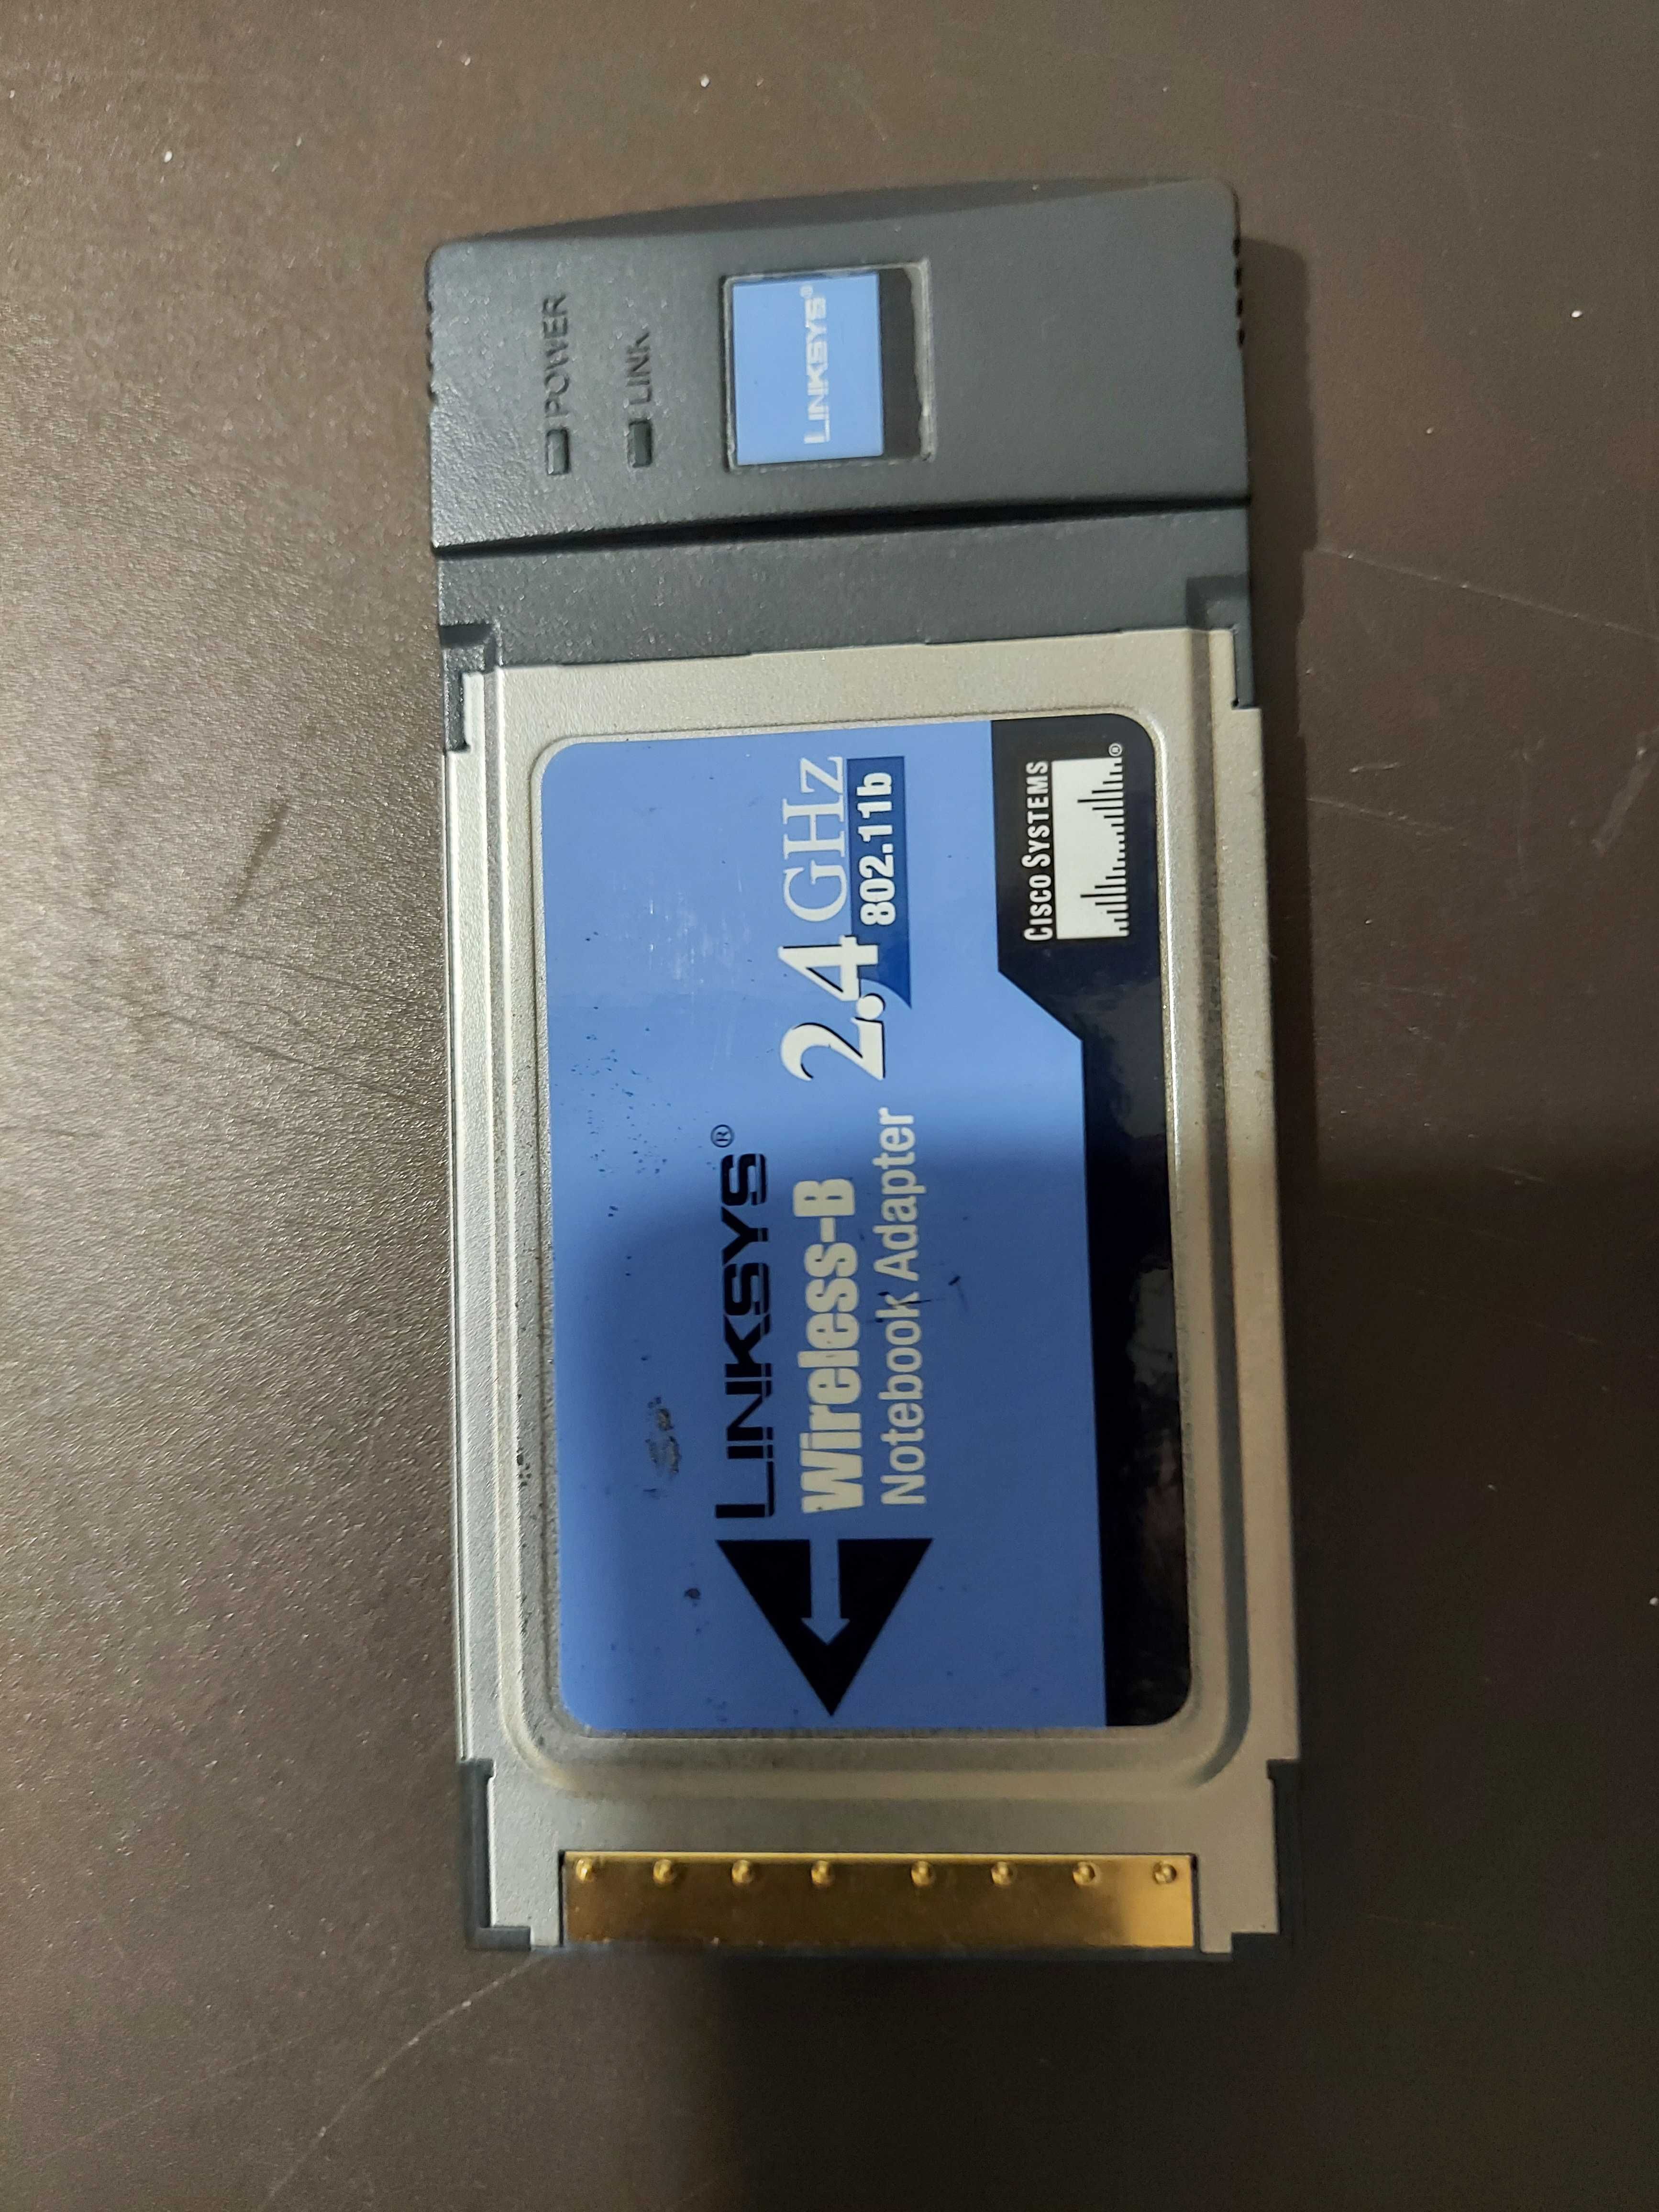 POWER
LINK
LINKSYS®
LINKSYS®
Wireless-B
Notebook Adapter
2.4 GHz
802.11b
CISCO SYSTEMS
®